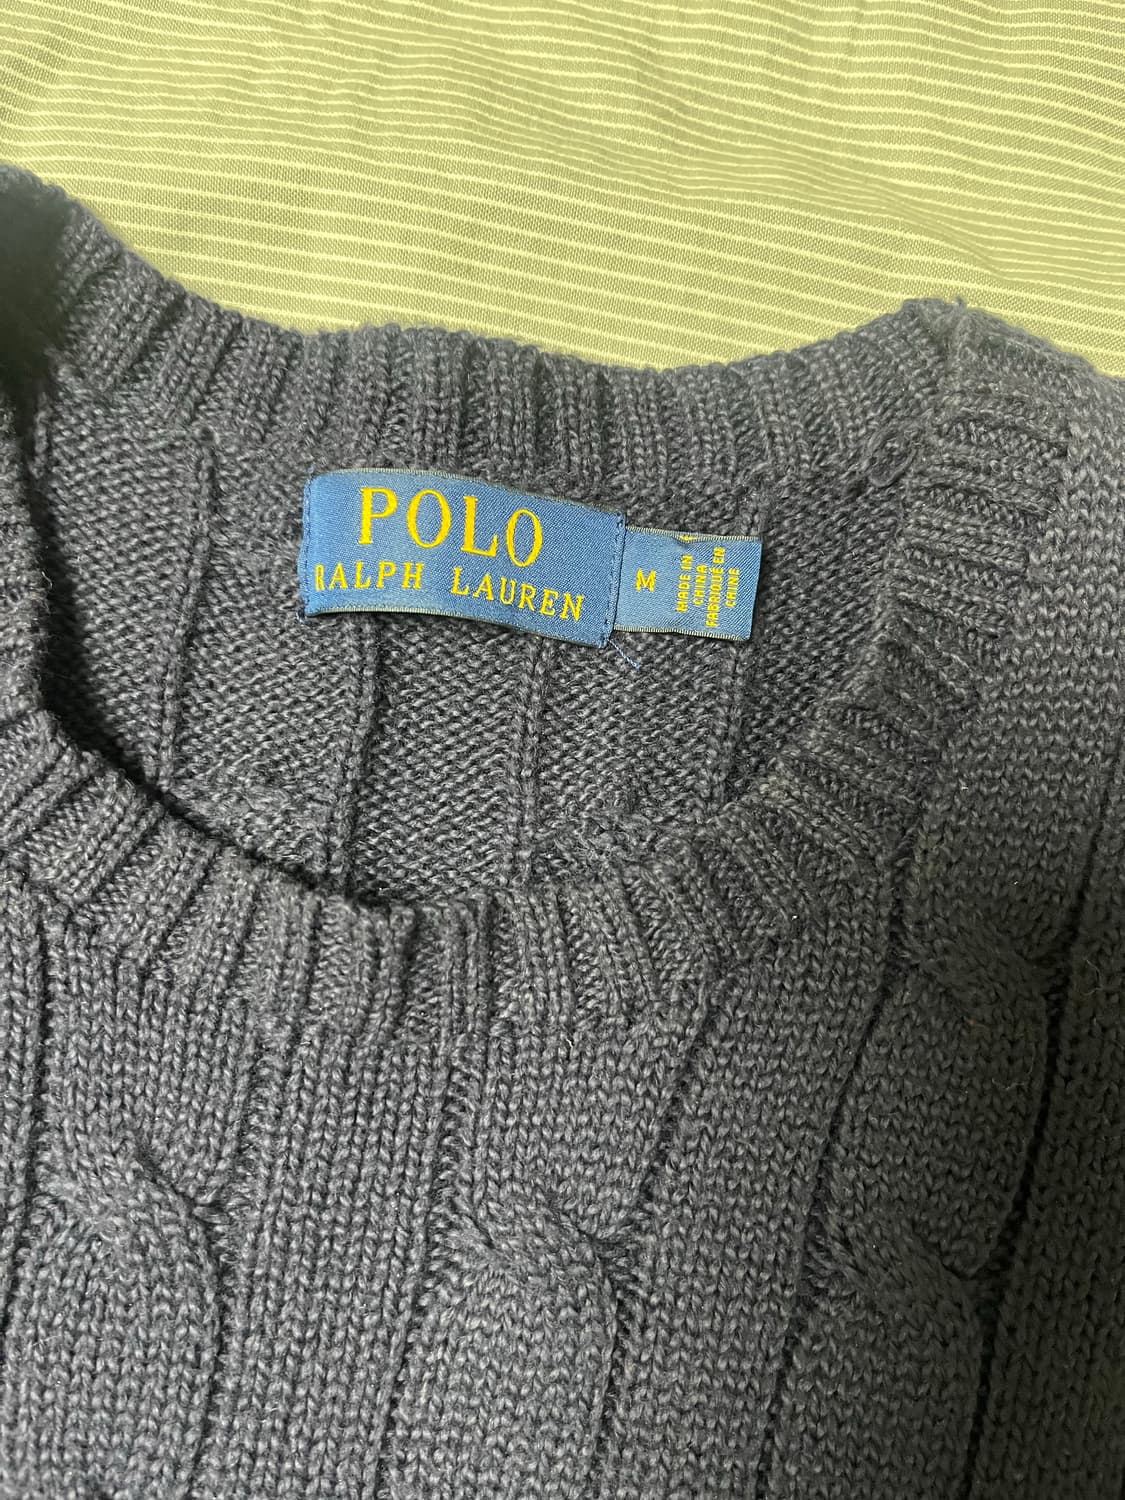 POLO
RALPH LAUREN
M
MADE IN
CHINA
FABRIQUÉ EN
CHINE